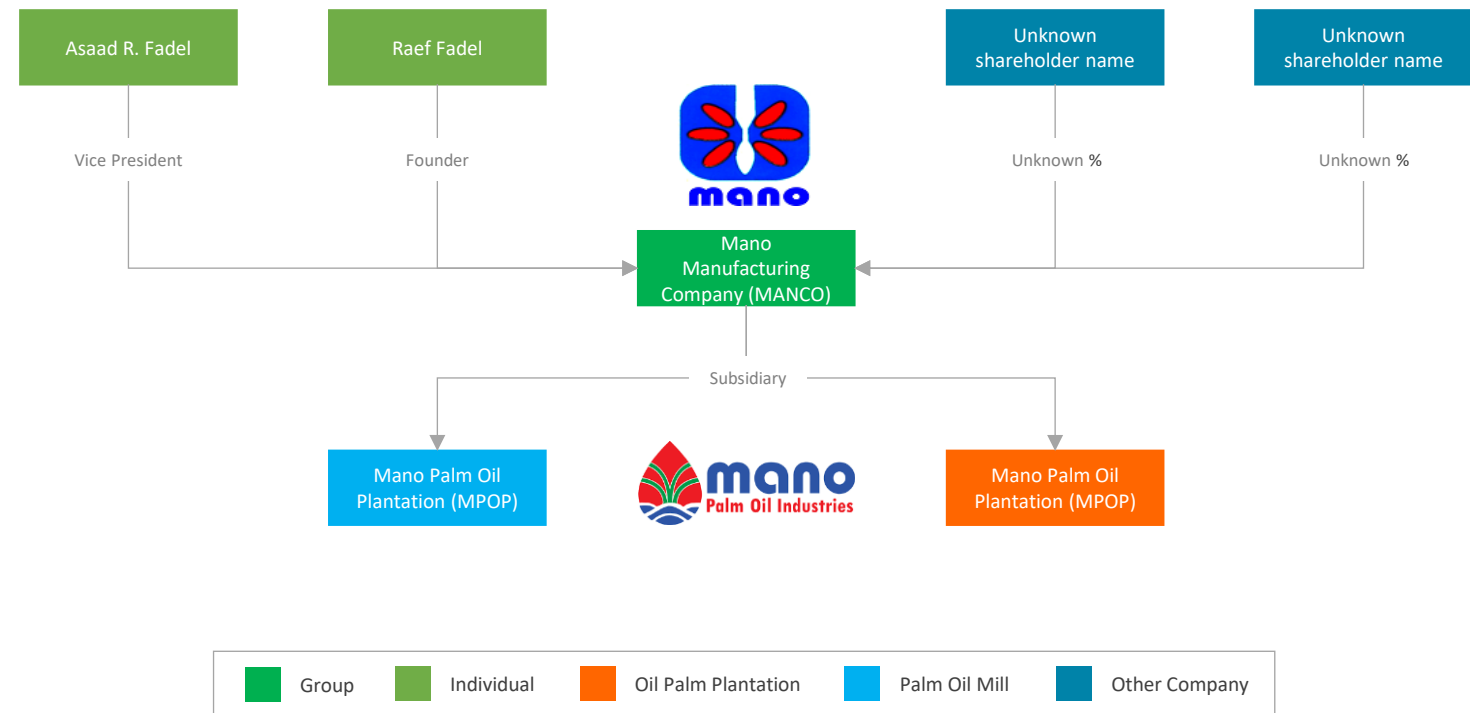 Asaad R. Fadel
Raef Fadel
Unknown
shareholder name
Unknown
shareholder name
Vice President
Founder
Unknown %
Unknown %
mano
Mano
Manufacturing
Company (MANCO)
Subsidiary
Mano Palm Oil
Plantation (MPOP)
mano
Palm Oil Industries
Mano Palm Oil
Plantation (MPOP)
Group
Individual
Oil Palm Plantation
Palm Oil Mill
Other Company